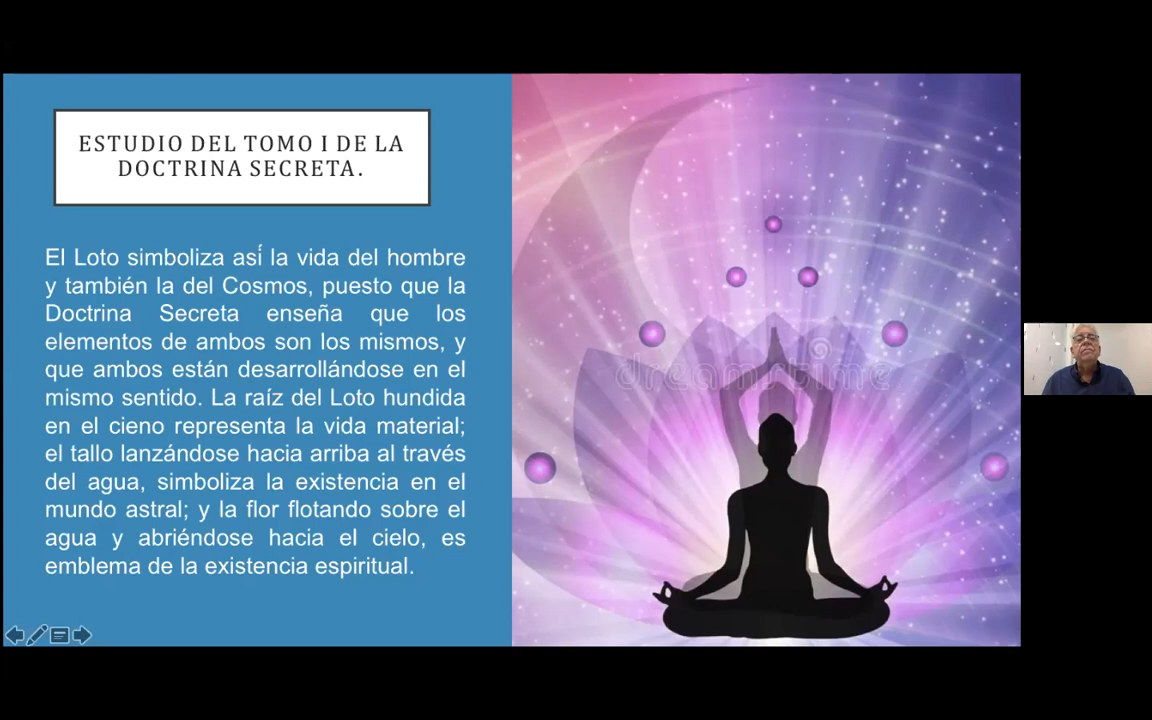 ESTUDIO DEL TOMO I DE LA
DOCTRINA SECRETA.
El Loto simboliza así la vida del hombre
y también la del Cosmos, puesto que la
Doctrina Secreta enseña que los
elementos de ambos son los mismos, y
que ambos están desarrollándose en el
mismo sentido. La raíz del Loto hundida
en el cieno representa la vida material;
el tallo lanzándose hacia arriba al través
del agua, simboliza la existencia en el
mundo astral; y la flor flotando sobre el
agua y abriéndose hacia el cielo, es
emblema de la existencia espiritual.
dreamstime